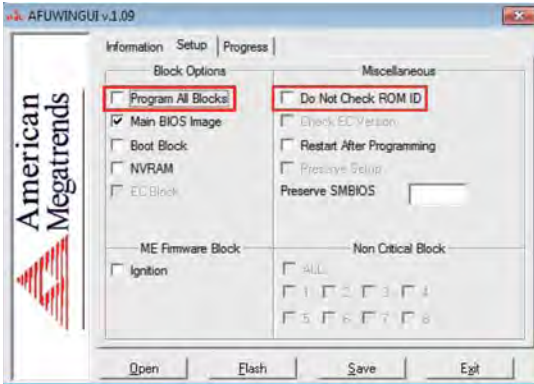 AFUWINGUI v.1.09
Information Setup Progress
Block Options
Program All Blocks
Main BIOS Image
Boot Block
NVRAM
EC Block
Miscellaneous
Do Not Check ROM ID
Check EC Version
Restart After Programming
Preserve Setup
Preserve SMBIOS
ME Firmware Block
Ignition
Non Critical Block
ALL
1 2 3 4
5 6 7 8
American
Megatrends
Open Flash Save Exit